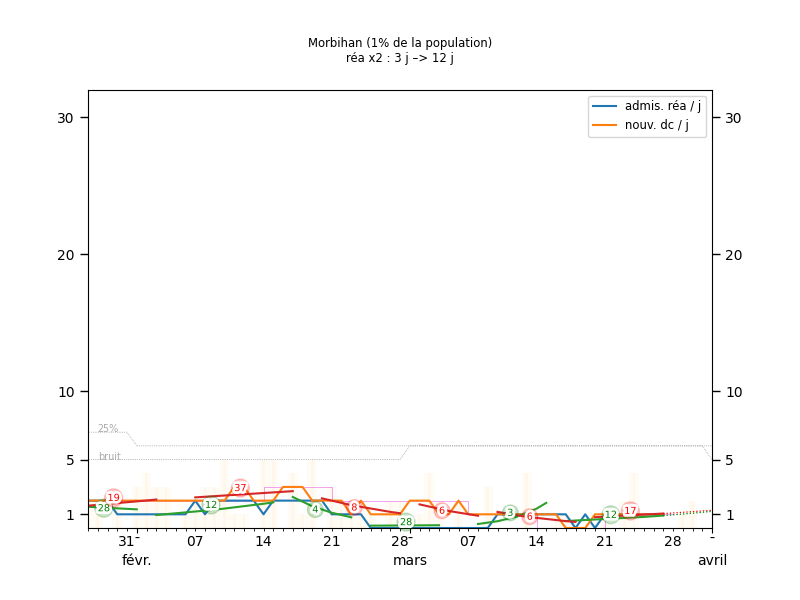 Morbihan (1% de la population)
réa x2 : 3 j –> 12 j
admis. réa / j
nouv. dc / j
30 30
20 20
10 10
25%
bruit
5 5
1 1
19 28 12 37 4 8 28 6 3 6 12 17
31 07 14 21 28 07 14 21 28
févr. mars avril